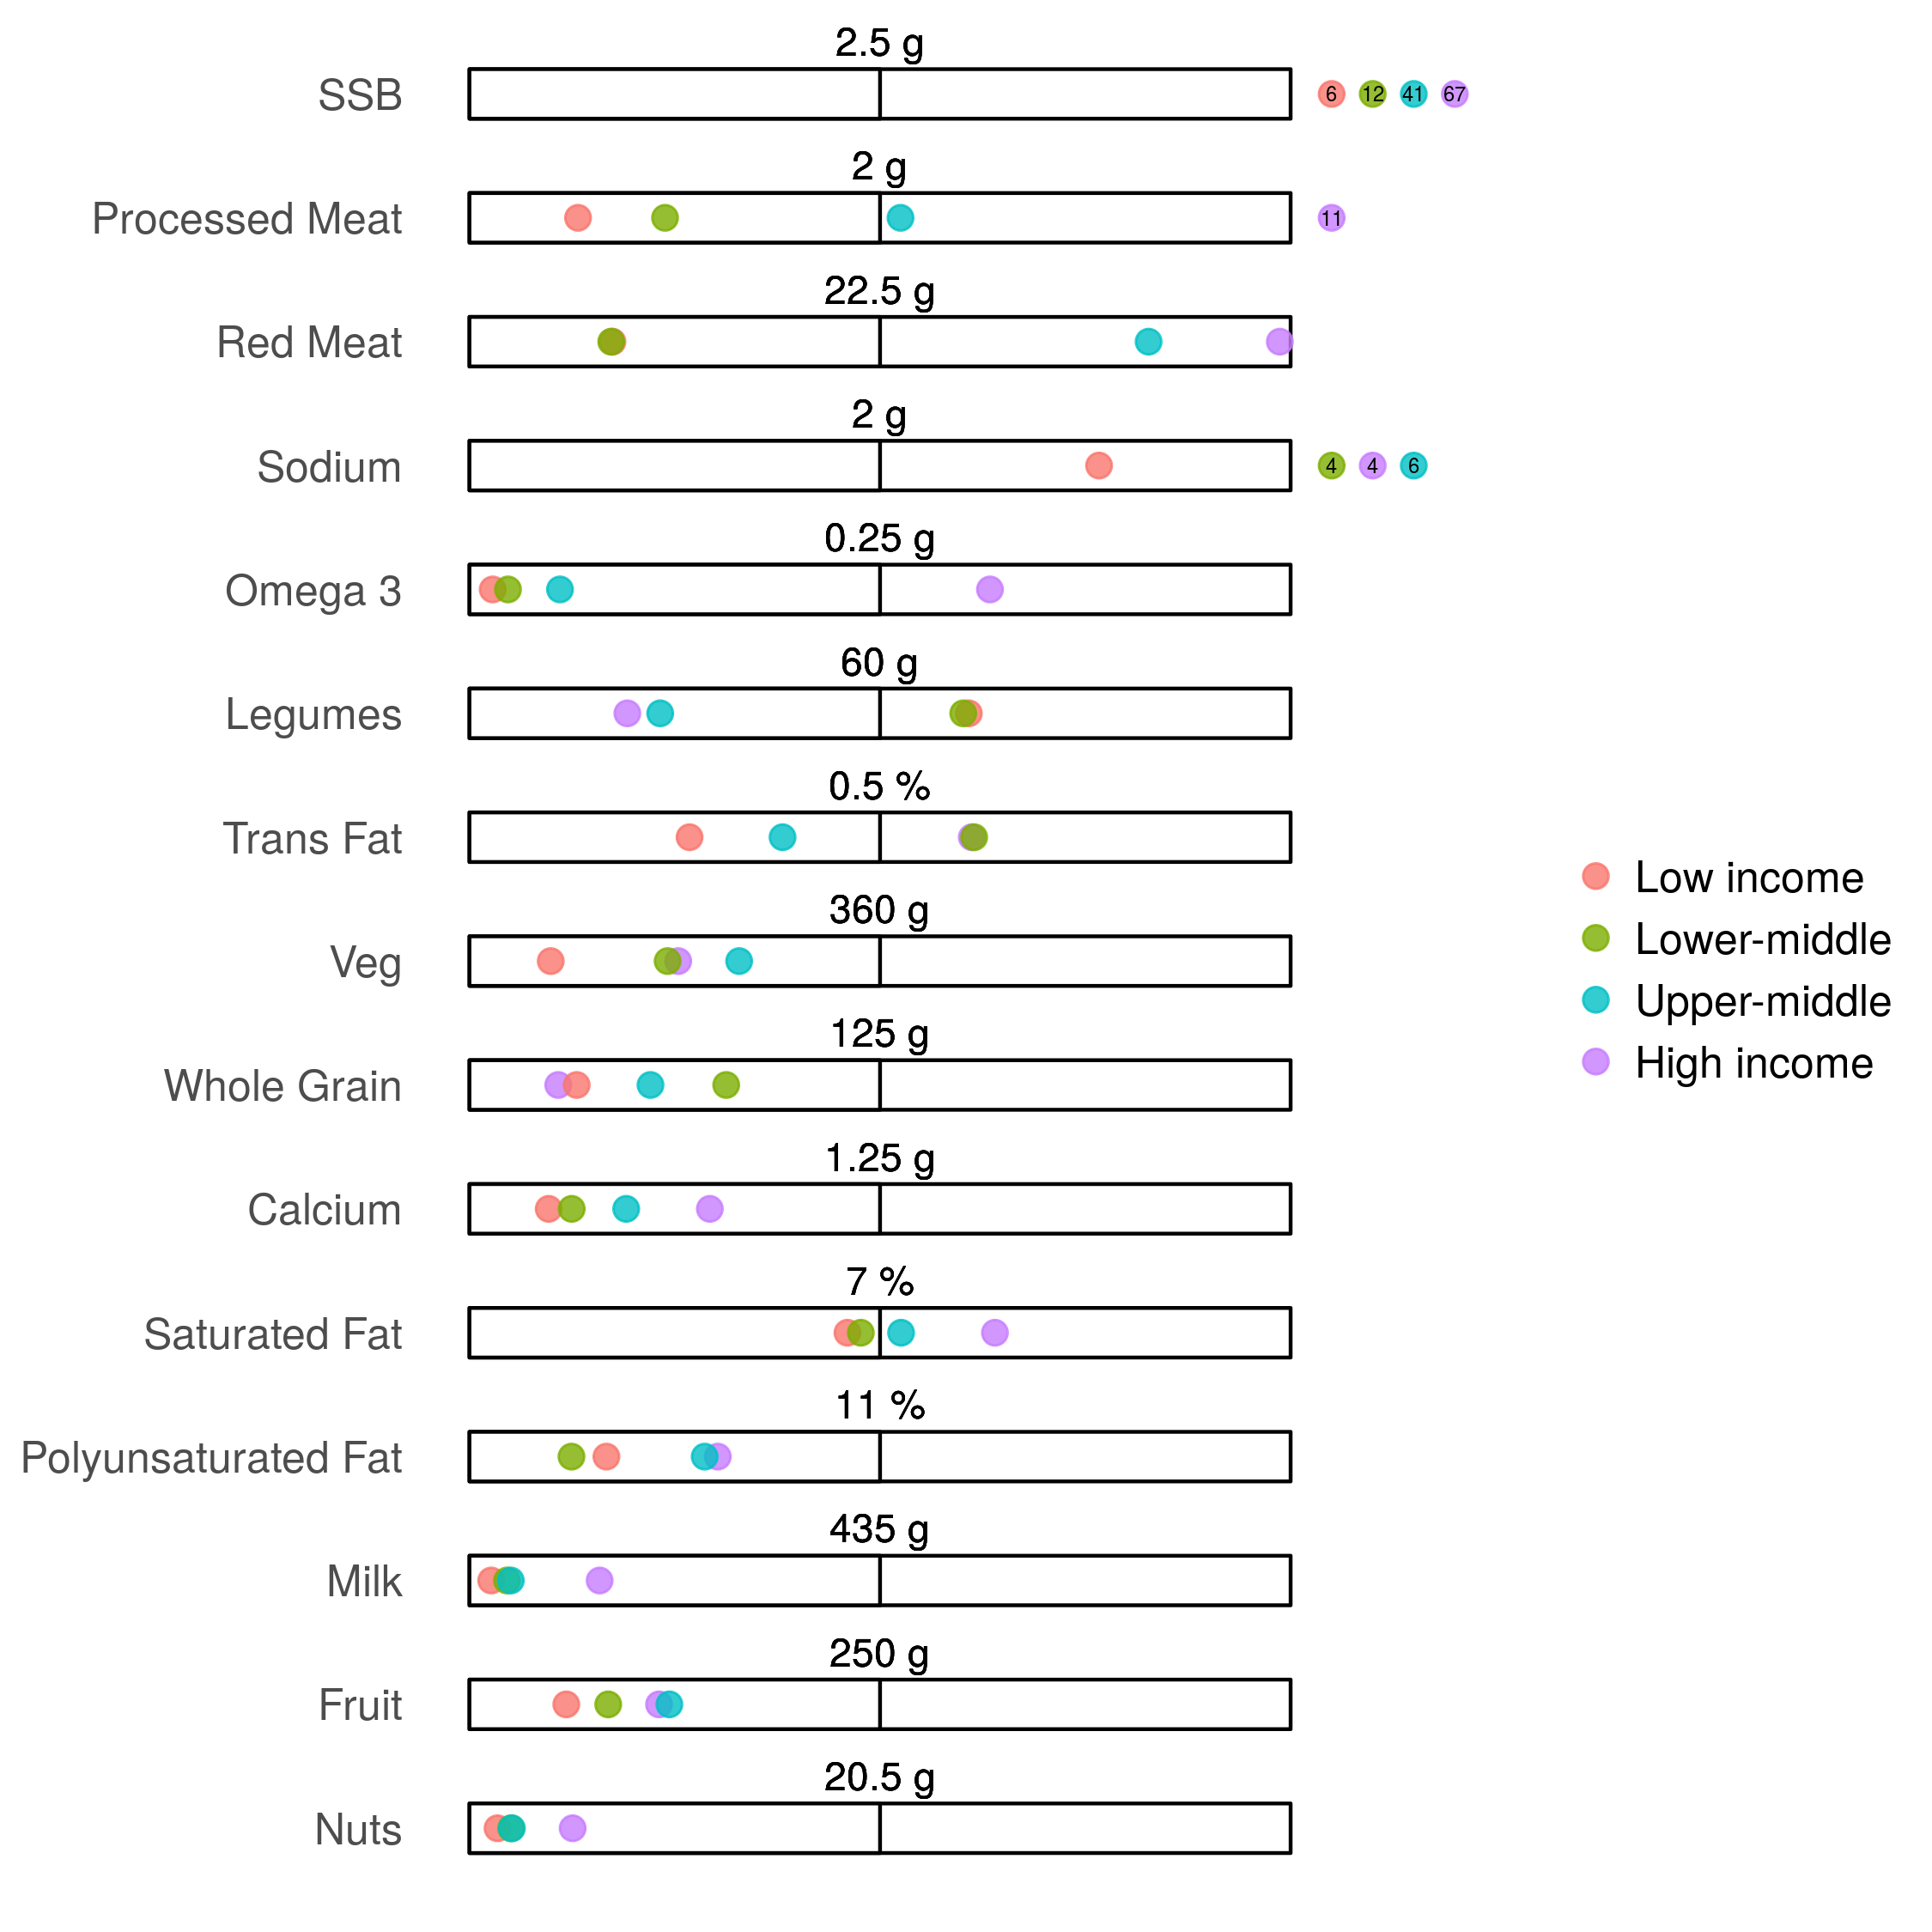 2.5 g
SSB
6 12 41 67
2 g
Processed Meat
11
22.5 g
Red Meat
2 g
Sodium
4 4 6
0.25 g
Omega 3
60 g
Legumes
0.5 %
Trans Fat
360 g
Veg
125 g
Whole Grain
1.25 g
Calcium
7 %
Saturated Fat
11 %
Polyunsaturated Fat
435 g
Milk
250 g
Fruit
20.5 g
Nuts
Low income
Lower-middle
Upper-middle
High income